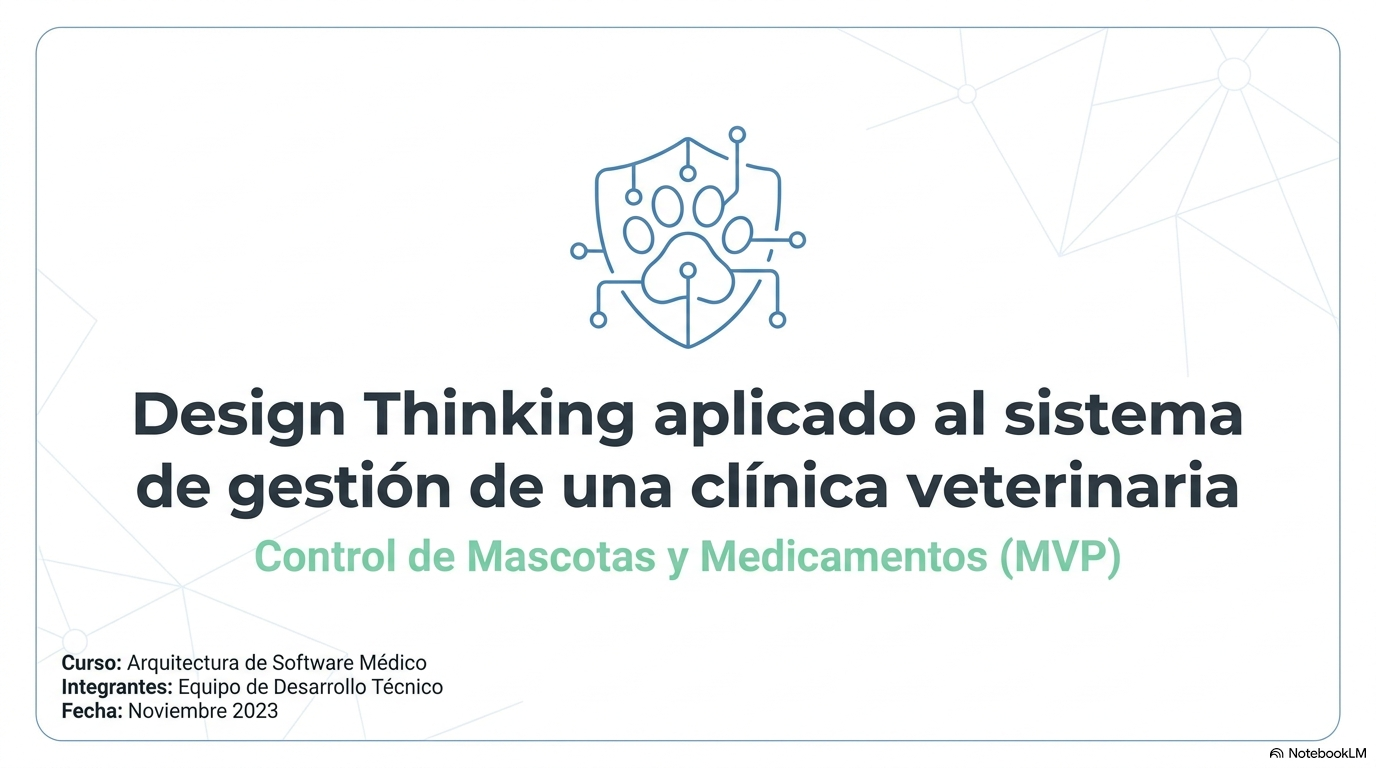 Design Thinking aplicado al sistema
de gestión de una clínica veterinaria
Control de Mascotas y Medicamentos (MVP)
Curso: Arquitectura de Software Médico
Integrantes: Equipo de Desarrollo Técnico
Fecha: Noviembre 2023
NotebookLM